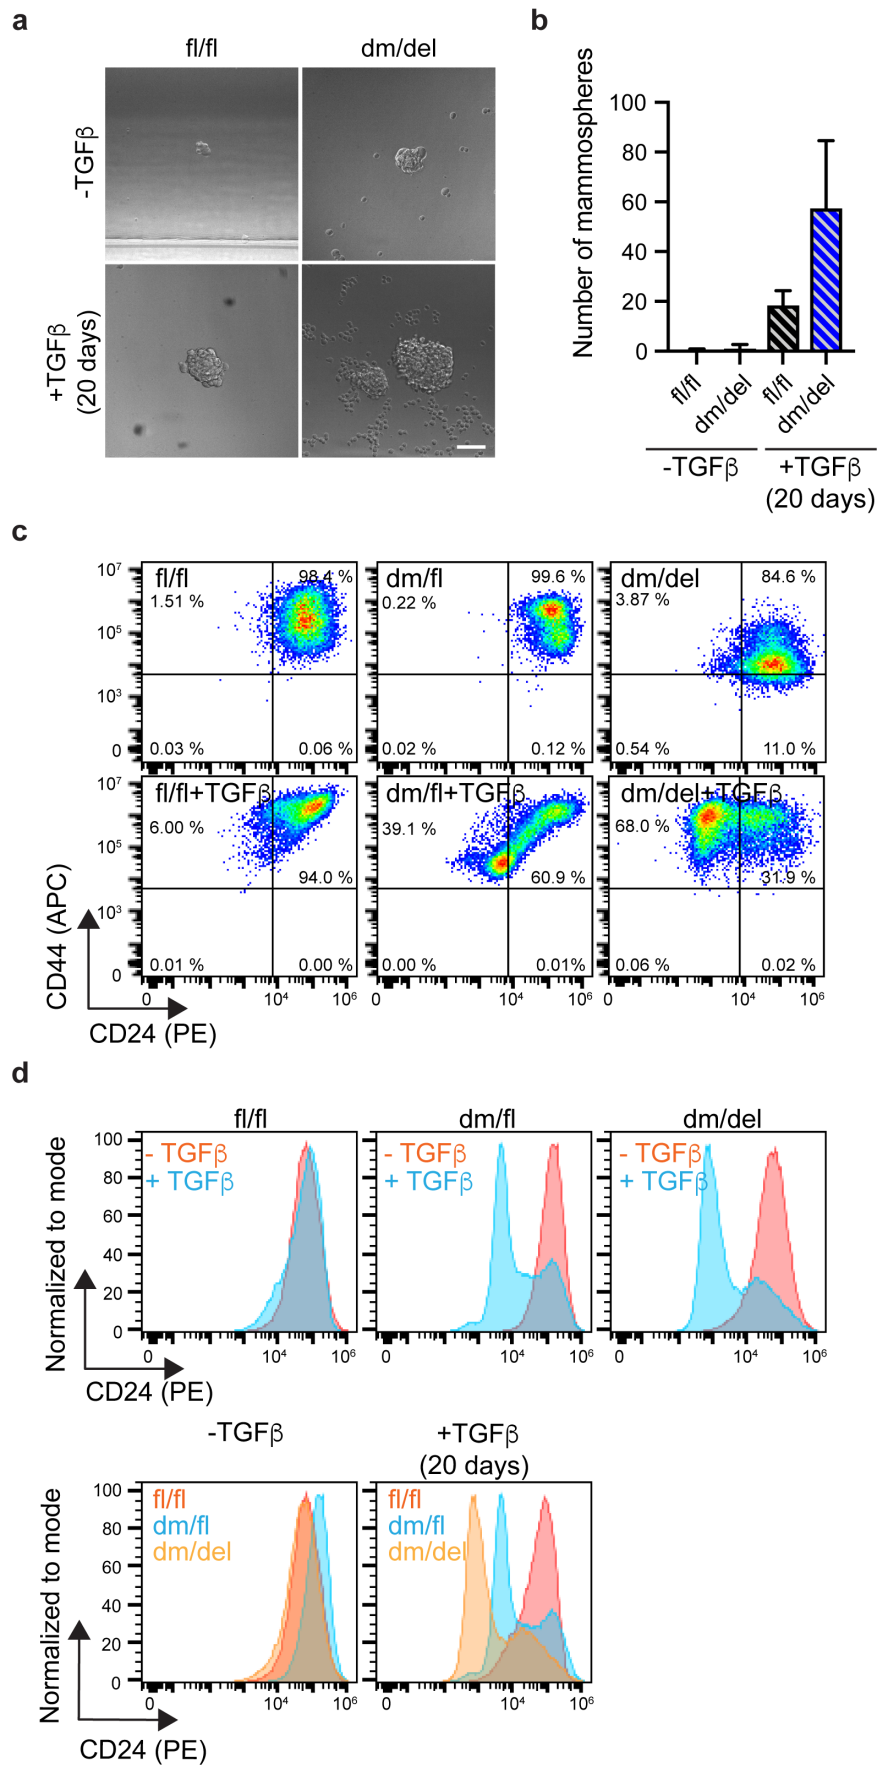 a
fl/fl
dm/del
-TGFβ
+TGFβ
(20 days)
b
Number of mammospheres
100
80
60
40
20
0
fl/fl
dm/del
fl/fl
dm/del
-TGFβ
+TGFβ
(20 days)
c
10⁷
10⁵
10³
0
fl/fl
98.4 %
1.51 %
0.03 %
0.06 %
dm/fl
99.6 %
0.22 %
0.02 %
0.12 %
dm/del
84.6 %
3.87 %
0.54 %
11.0 %
10⁷
10⁵
10³
0
fl/fl+TGFβ
6.00 %
94.0 %
0.01 %
0.00 %
dm/fl+TGFβ
39.1 %
60.9 %
0.00 %
0.01%
dm/del+TGFβ
68.0 %
31.9 %
0.06 %
0.02 %
0 10⁴ 10⁶
0 10⁴ 10⁶
0 10⁴ 10⁶
CD44 (APC)
CD24 (PE)
d
fl/fl
dm/fl
dm/del
Normalized to mode
100
80
60
40
20
0
- TGFβ
+ TGFβ
- TGFβ
+ TGFβ
- TGFβ
+ TGFβ
0 10⁴ 10⁶
0 10⁴ 10⁶
0 10⁴ 10⁶
CD24 (PE)
-TGFβ
+TGFβ
(20 days)
Normalized to mode
100
80
60
40
20
0
fl/fl
dm/fl
dm/del
fl/fl
dm/fl
dm/del
0 10⁴ 10⁶
0 10⁴ 10⁶
CD24 (PE)